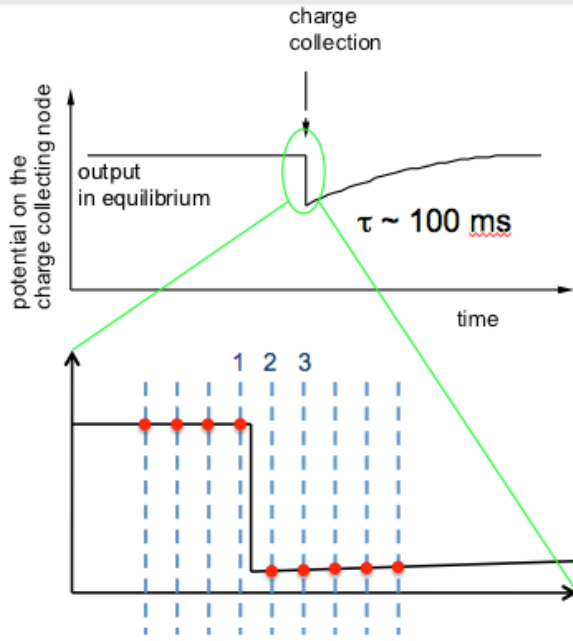 charge
collection
potential on the
charge collecting node
output
in equilibrium
τ ~ 100 ms
time
1 2 3